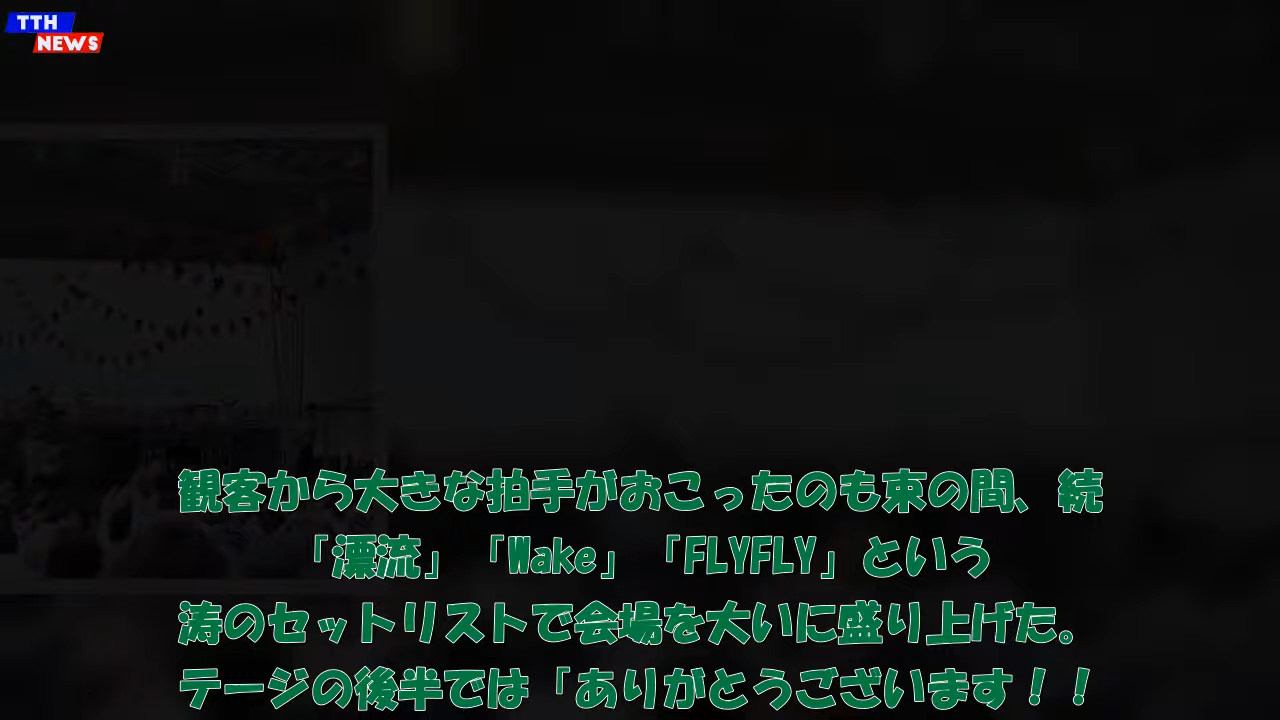 TTH
NEWS
観客から大きな拍手がおこったのも束の間、続
「漂流」「Wake」「FLYFLY」という
涛のセットリストで会場を大いに盛り上げた。
テージの後半では「ありがとうございます！！